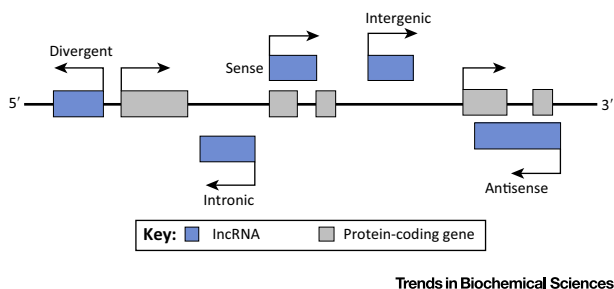 Intergenic
Divergent
Sense
5′
3′
Intronic
Antisense
Key: lncRNA Protein-coding gene
Trends in Biochemical Sciences